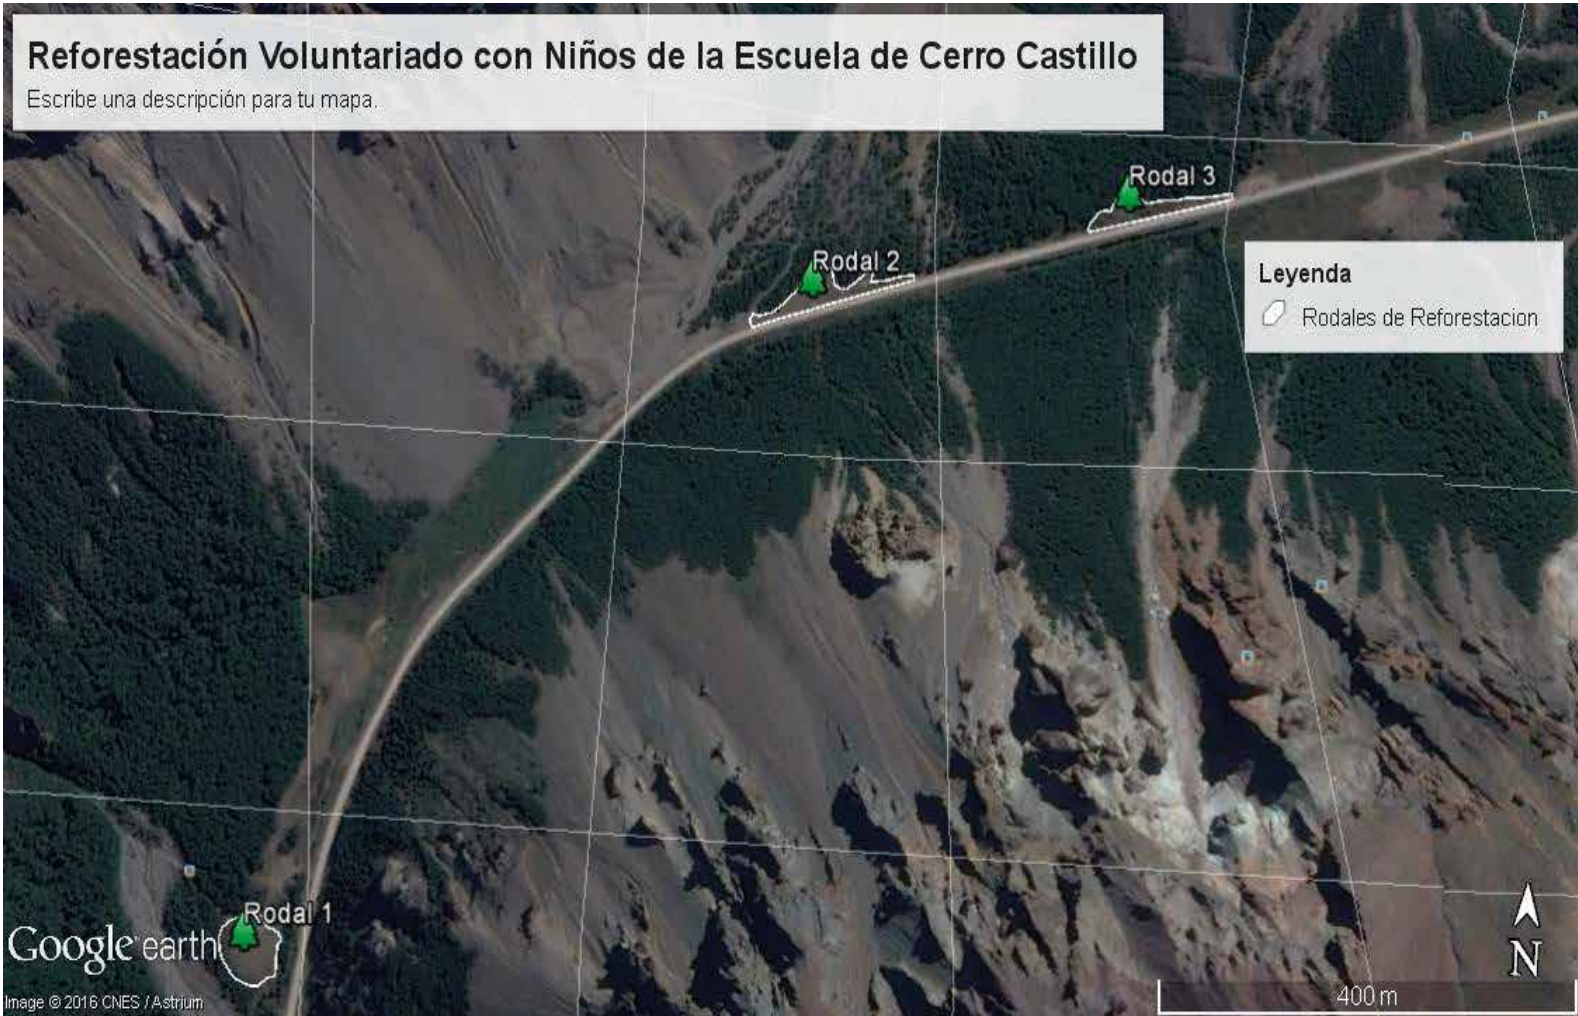 Reforestación Voluntariado con Niños de la Escuela de Cerro Castillo
Escribe una descripción para tu mapa.
Rodal 3
Rodal 2
Leyenda
Rodales de Reforestacion
Rodal 1
Google earth
N
Image © 2016 CNES / Astrium
400 m